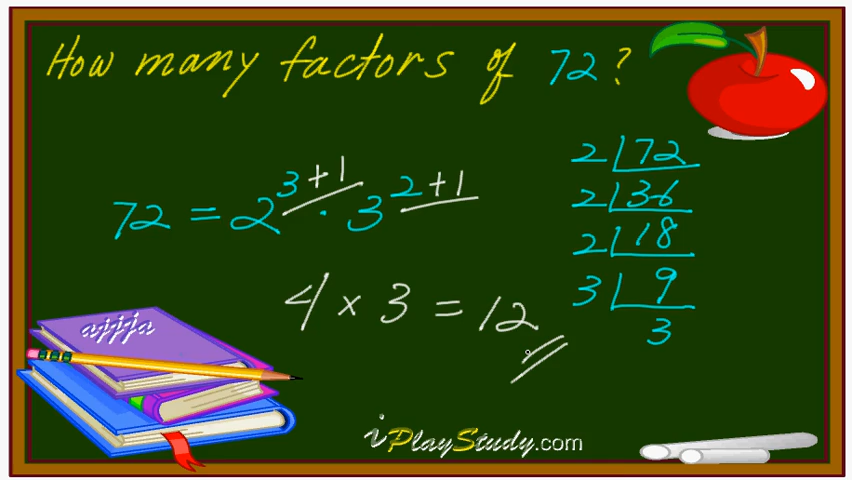 How many factors of 72?
72 = 2^3+1 · 3^2+1
4 x 3 = 12
2 | 72
2 | 36
2 | 18
3 | 9
3
ajjja
iPlayStudy.com